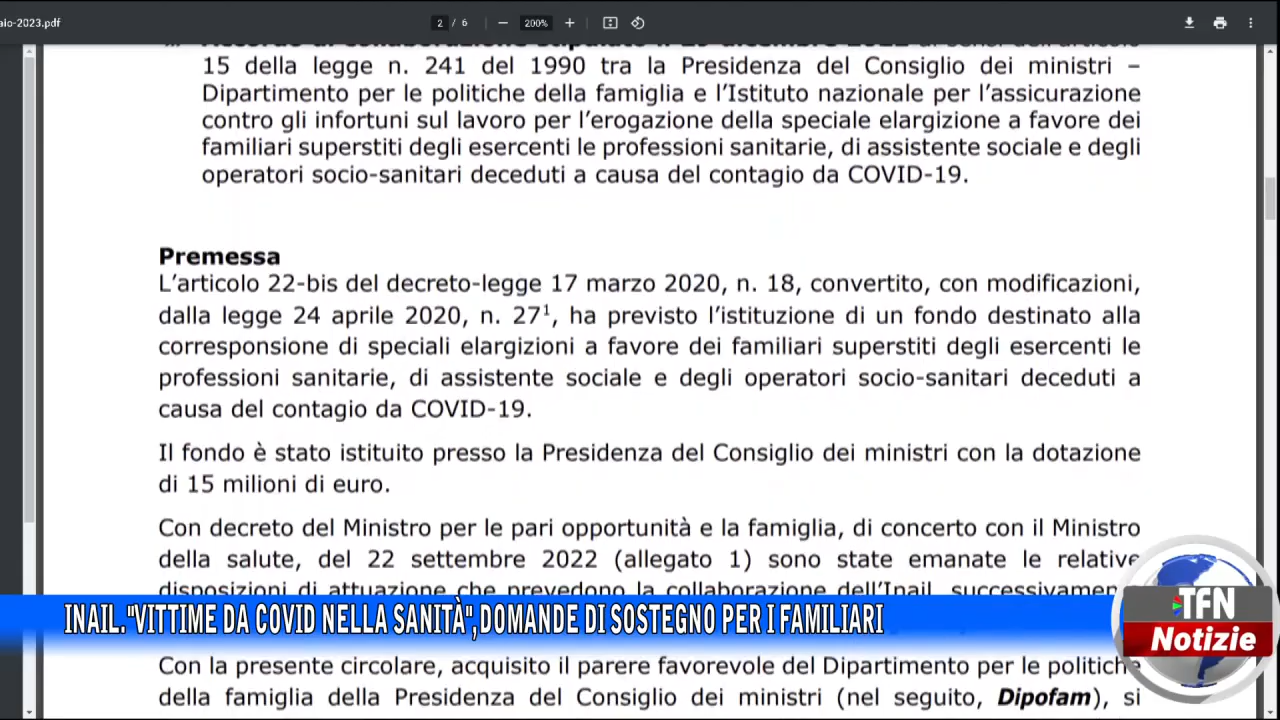 aio-2023.pdf
2 / 6
200%
15 della legge n. 241 del 1990 tra la Presidenza del Consiglio dei ministri –
Dipartimento per le politiche della famiglia e l’Istituto nazionale per l’assicurazione
contro gli infortuni sul lavoro per l’erogazione della speciale elargizione a favore dei
familiari superstiti degli esercenti le professioni sanitarie, di assistente sociale e degli
operatori socio-sanitari deceduti a causa del contagio da COVID-19.
Premessa
L’articolo 22-bis del decreto-legge 17 marzo 2020, n. 18, convertito, con modificazioni,
dalla legge 24 aprile 2020, n. 27¹, ha previsto l’istituzione di un fondo destinato alla
corresponsione di speciali elargizioni a favore dei familiari superstiti degli esercenti le
professioni sanitarie, di assistente sociale e degli operatori socio-sanitari deceduti a
causa del contagio da COVID-19.
Il fondo è stato istituito presso la Presidenza del Consiglio dei ministri con la dotazione
di 15 milioni di euro.
Con decreto del Ministro per le pari opportunità e la famiglia, di concerto con il Ministro
della salute, del 22 settembre 2022 (allegato 1) sono state emanate le relative
disposizioni di attuazione che prevedono la collaborazione dell’Inail, successivamen
INAIL."VITTIME DA COVID NELLA SANITÀ",DOMANDE DI SOSTEGNO PER I FAMILIARI
TFN
Notizie
Con la presente circolare, acquisito il parere favorevole del Dipartimento per le politiche
della famiglia della Presidenza del Consiglio dei ministri (nel seguito, Dipofam), si